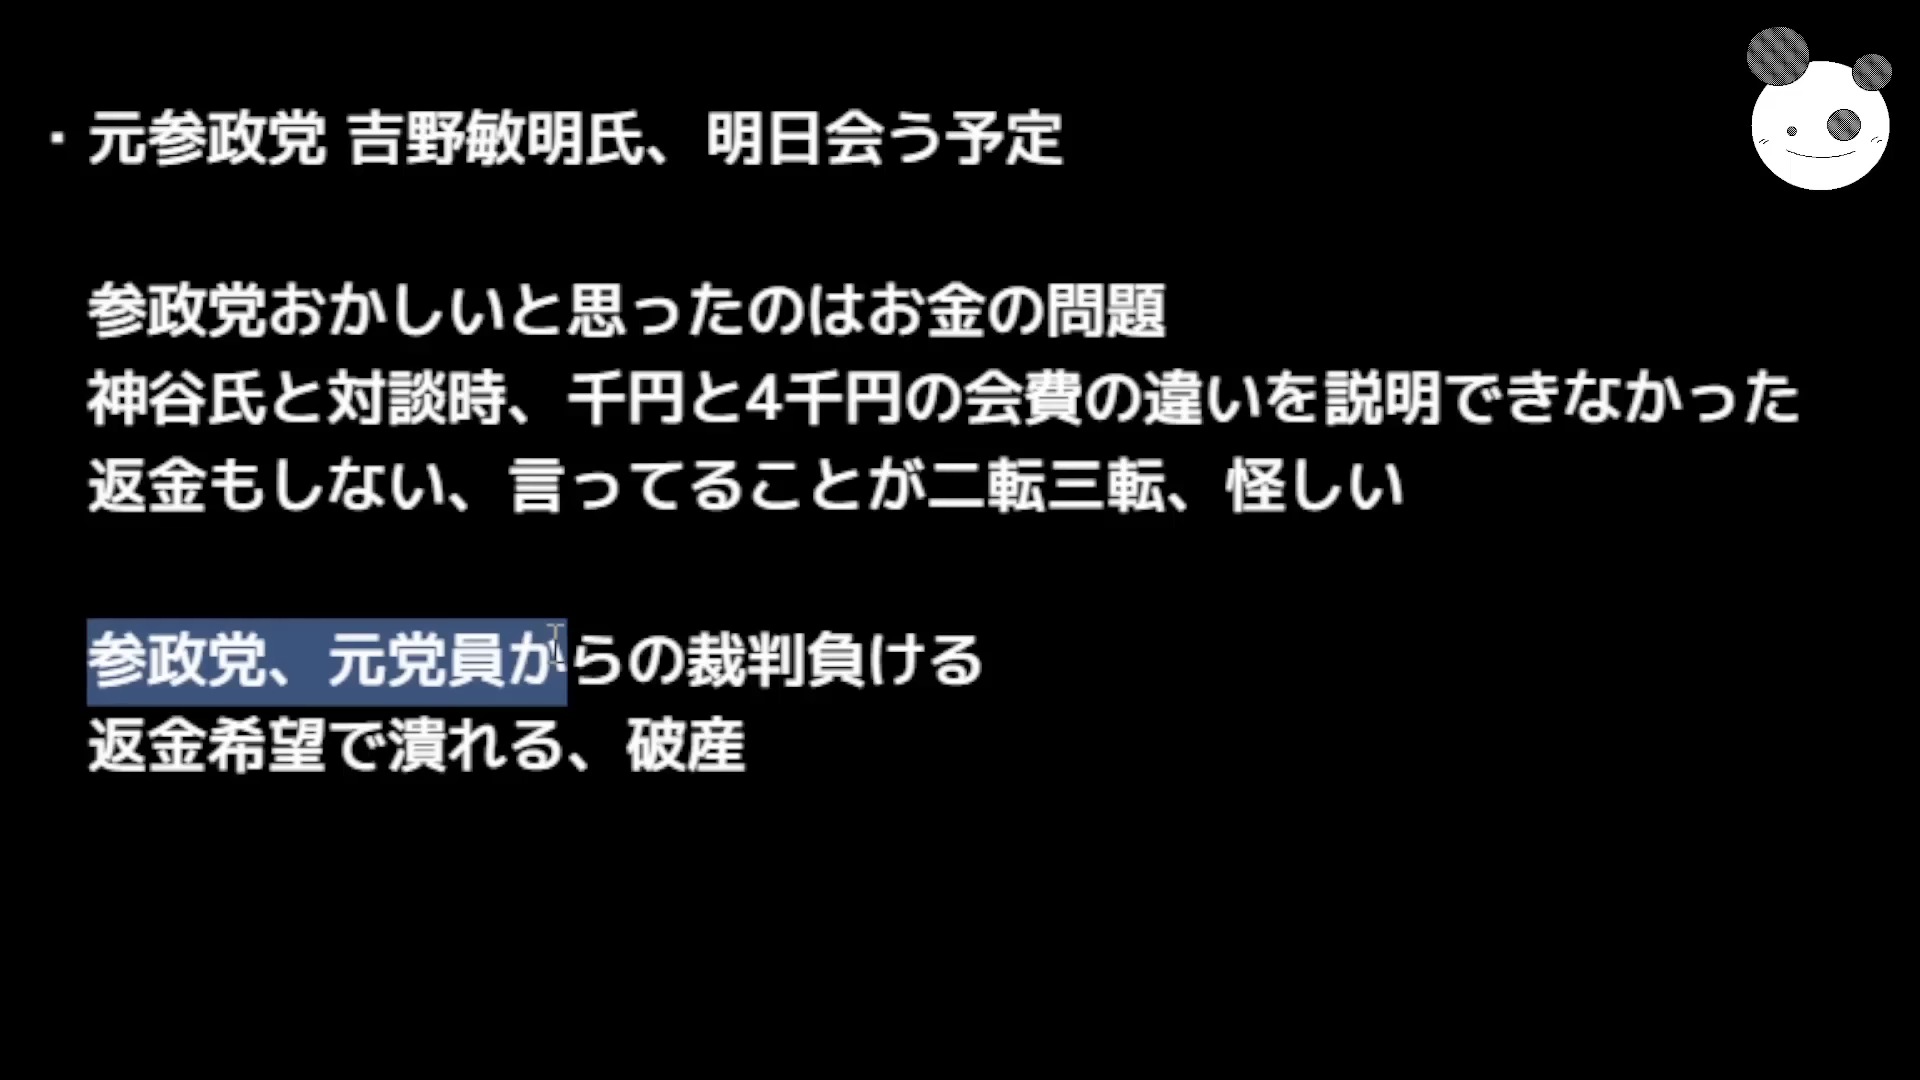 ・元参政党 吉野敏明氏、明日会う予定
参政党おかしいと思ったのはお金の問題
神谷氏と対談時、千円と4千円の会費の違いを説明できなかった
返金もしない、言ってることが二転三転、怪しい
参政党、元党員からの裁判負ける
返金希望で潰れる、破産